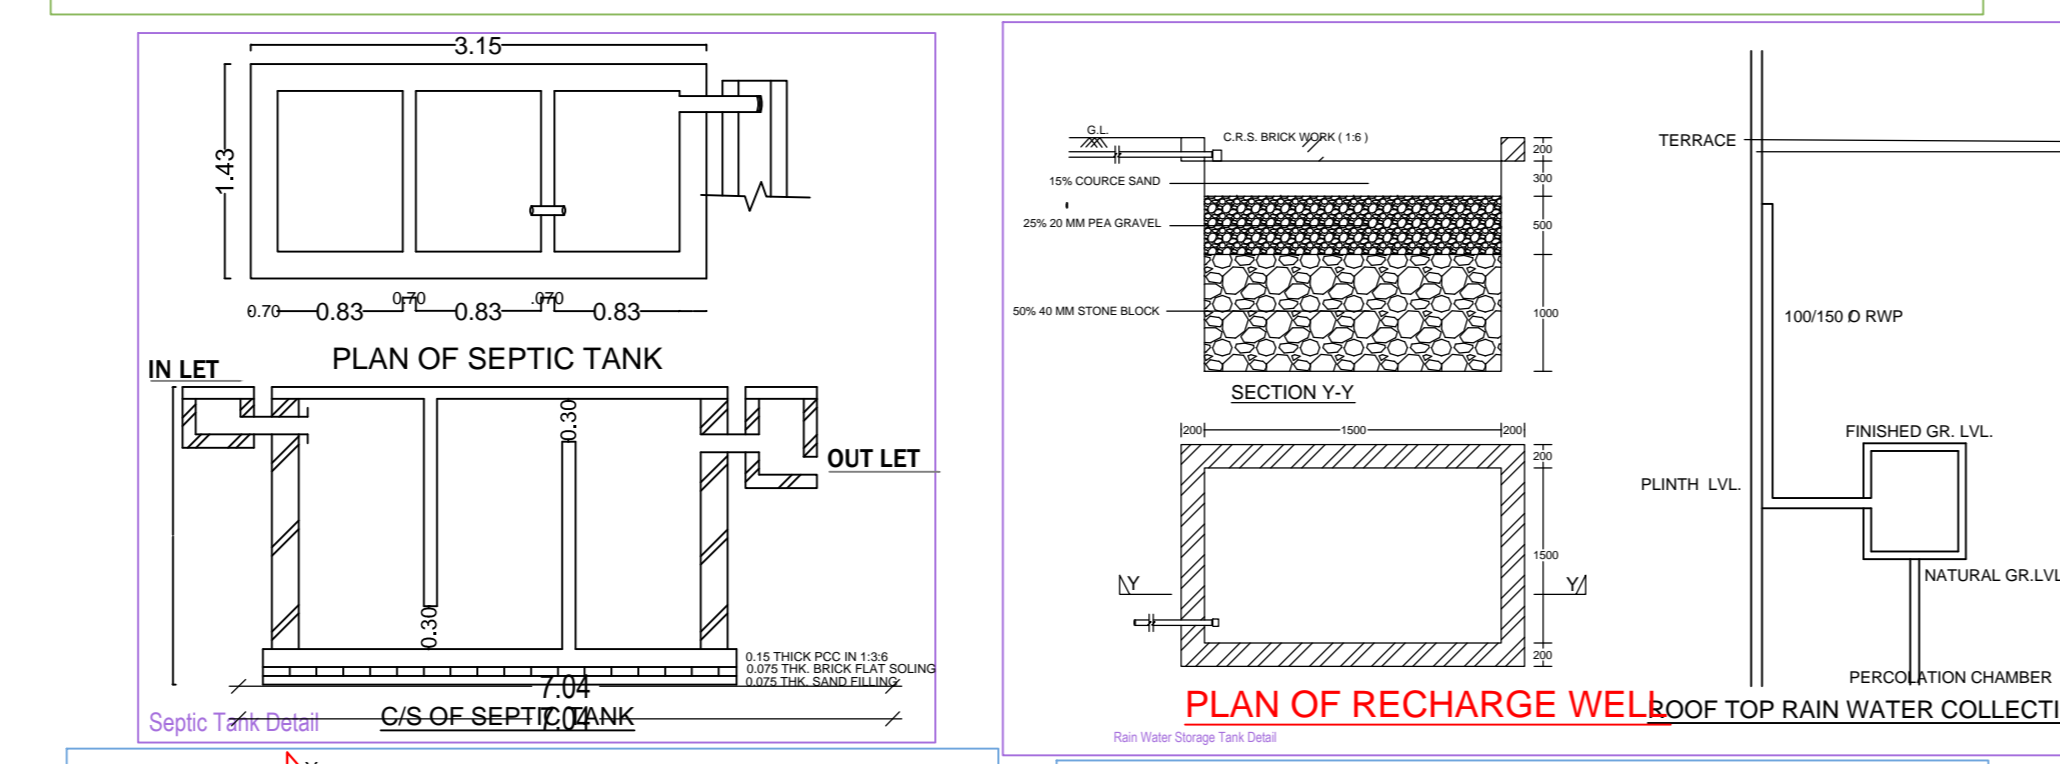 3.15
1.43
0.70
0.83
0.70
0.83
.070
0.83
PLAN OF SEPTIC TANK
IN LET
0.30
0.30
OUT LET
0.15 THICK PCC IN 1:3:6
0.075 THK. BRICK FLAT SOLING
0.075 THK. SAND FILLING
7.04
C/S OF SEPTIC TANK
7.04
Septic Tank Detail
G.L.
C.R.S. BRICK WORK ( 1:6 )
200
15% COURCE SAND
300
25% 20 MM PEA GRAVEL
500
50% 40 MM STONE BLOCK
1000
SECTION Y-Y
200
1500
200
200
1500
Y
Y
200
PLAN OF RECHARGE WELL
Rain Water Storage Tank Detail
TERRACE
100/150 Ø RWP
FINISHED GR. LVL.
PLINTH LVL.
NATURAL GR.LVL
PERCOLATION CHAMBER
ROOF TOP RAIN WATER COLLECTI